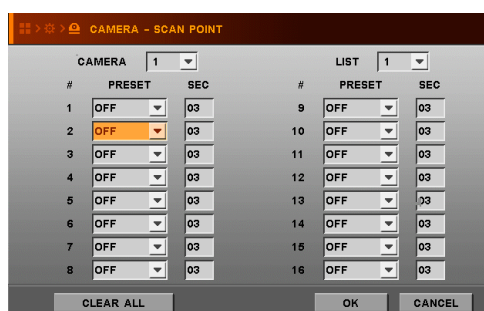 CAMERA - SCAN POINT
CAMERA 1 LIST 1
# PRESET SEC # PRESET SEC
1 OFF 03 9 OFF 03
2 OFF 03 10 OFF 03
3 OFF 03 11 OFF 03
4 OFF 03 12 OFF 03
5 OFF 03 13 OFF 03
6 OFF 03 14 OFF 03
7 OFF 03 15 OFF 03
8 OFF 03 16 OFF 03
CLEAR ALL OK CANCEL